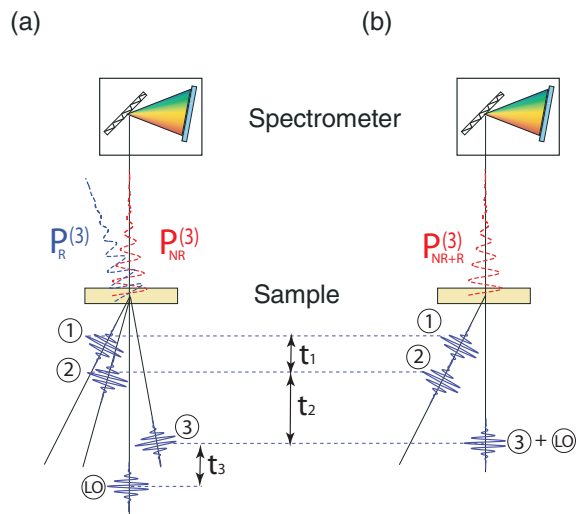 (a)
(b)
Spectrometer
P_R^(3)
P_NR^(3)
P_NR+R^(3)
Sample
①
①
t₁
②
②
t₂
③
③ + LO
t₃
LO